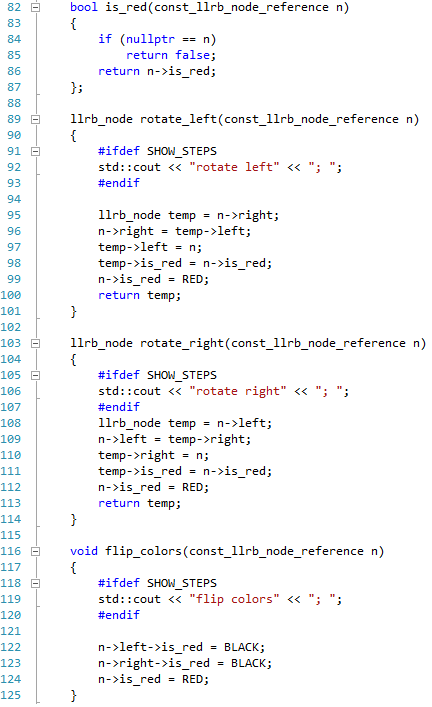 82 bool is_red(const_llrb_node_reference n)
83 {
84 if (nullptr == n)
85 return false;
86 return n->is_red;
87 };
88
89 llrb_node rotate_left(const_llrb_node_reference n)
90 {
91 #ifdef SHOW_STEPS
92 std::cout << "rotate left" << "; ";
93 #endif
94
95 llrb_node temp = n->right;
96 n->right = temp->left;
97 temp->left = n;
98 temp->is_red = n->is_red;
99 n->is_red = RED;
100 return temp;
101 }
102
103 llrb_node rotate_right(const_llrb_node_reference n)
104 {
105 #ifdef SHOW_STEPS
106 std::cout << "rotate right" << "; ";
107 #endif
108 llrb_node temp = n->left;
109 n->left = temp->right;
110 temp->right = n;
111 temp->is_red = n->is_red;
112 n->is_red = RED;
113 return temp;
114 }
115
116 void flip_colors(const_llrb_node_reference n)
117 {
118 #ifdef SHOW_STEPS
119 std::cout << "flip colors" << "; ";
120 #endif
121
122 n->left->is_red = BLACK;
123 n->right->is_red = BLACK;
124 n->is_red = RED;
125 }